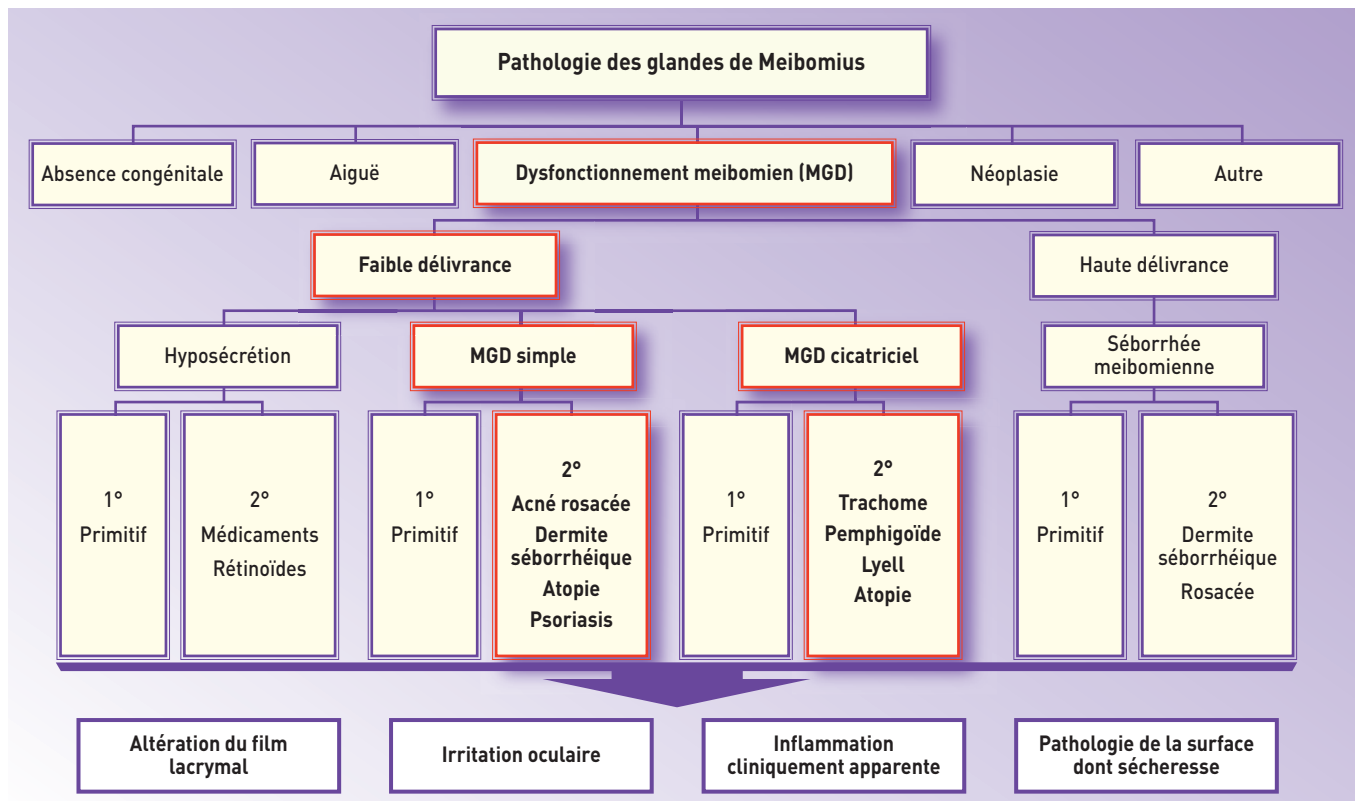 Pathologie des glandes de Meibomius
Absence congénitale
Aiguë
Dysfonctionnement meibomien (MGD)
Néoplasie
Autre
Faible délivrance
Haute délivrance
Hyposécrétion
MGD simple
MGD cicatriciel
Séborrhée
meibomienne
1°
Primitif
2°
Médicaments
Rétinoïdes
1°
Primitif
2°
Acné rosacée
Dermite
séborrhéique
Atopie
Psoriasis
1°
Primitif
2°
Trachome
Pemphigoïde
Lyell
Atopie
1°
Primitif
2°
Dermite
séborrhéique
Rosacée
Altération du film
lacrymal
Irritation oculaire
Inflammation
cliniquement apparente
Pathologie de la surface
dont sécheresse